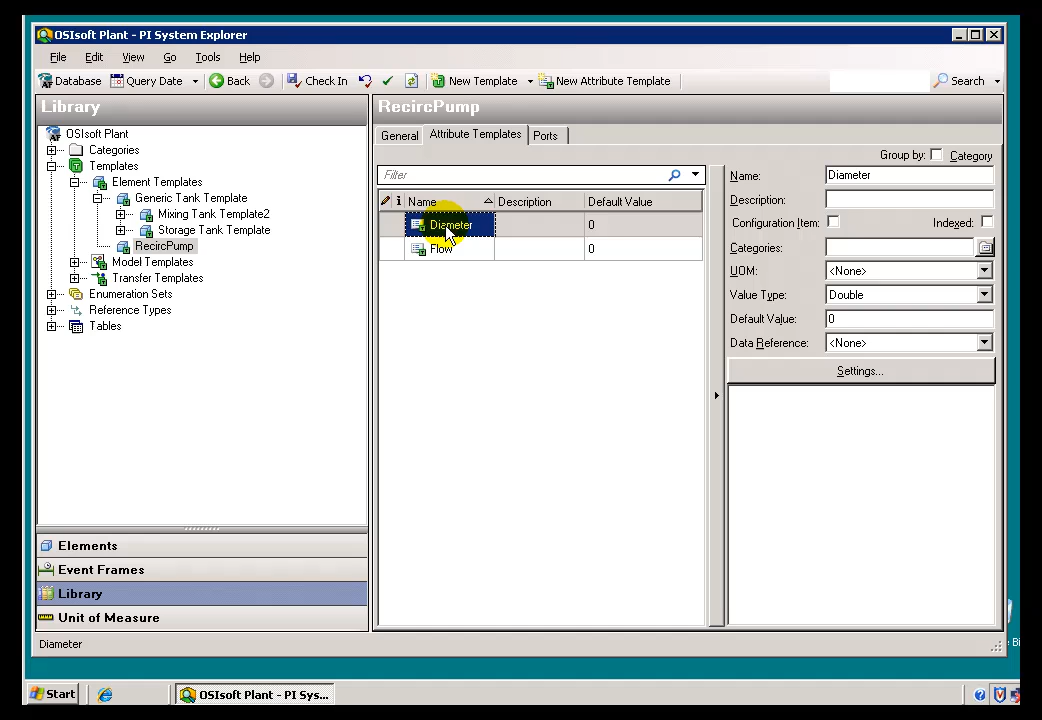 OSIsoft Plant - PI System Explorer
File Edit View Go Tools Help
Database Query Date Back Check In New Template New Attribute Template Search
Library
RecircPump
OSIsoft Plant
Categories
Templates
Element Templates
Generic Tank Template
Mixing Tank Template2
Storage Tank Template
RecircPump
Model Templates
Transfer Templates
Enumeration Sets
Reference Types
Tables
General Attribute Templates Ports
Group by: Category
Filter
Name Description Default Value
Diameter 0
Flow 0
Name: Diameter
Description:
Configuration Item: Indexed:
Categories:
UOM: <None>
Value Type: Double
Default Value: 0
Data Reference: <None>
Settings...
Elements
Event Frames
Library
Unit of Measure
Diameter
Start
OSIsoft Plant - PI Sys...